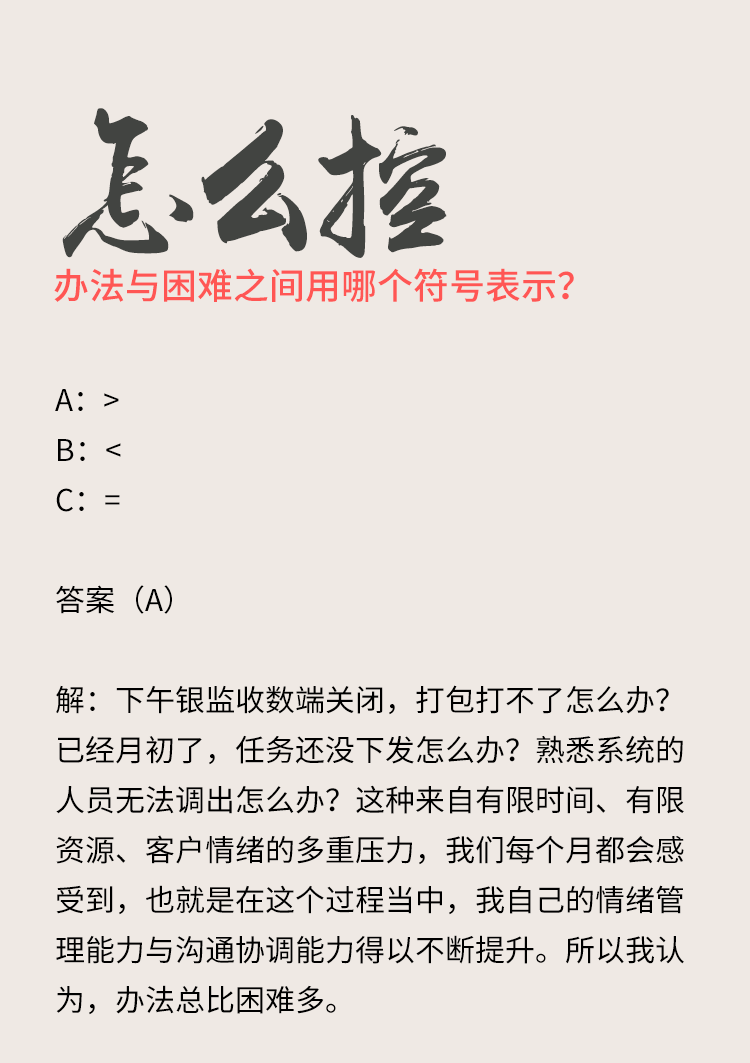 怎么控
办法与困难之间用哪个符号表示？
A：>
B：<
C：=
答案（A）
解：下午银监收数端关闭，打包打不了怎么办？
已经月初了，任务还没下发怎么办？熟悉系统的
人员无法调出怎么办？这种来自有限时间、有限
资源、客户情绪的多重压力，我们每个月都会感
受到，也就是在这个过程当中，我自己的情绪管
理能力与沟通协调能力得以不断提升。所以我认
为，办法总比困难多。